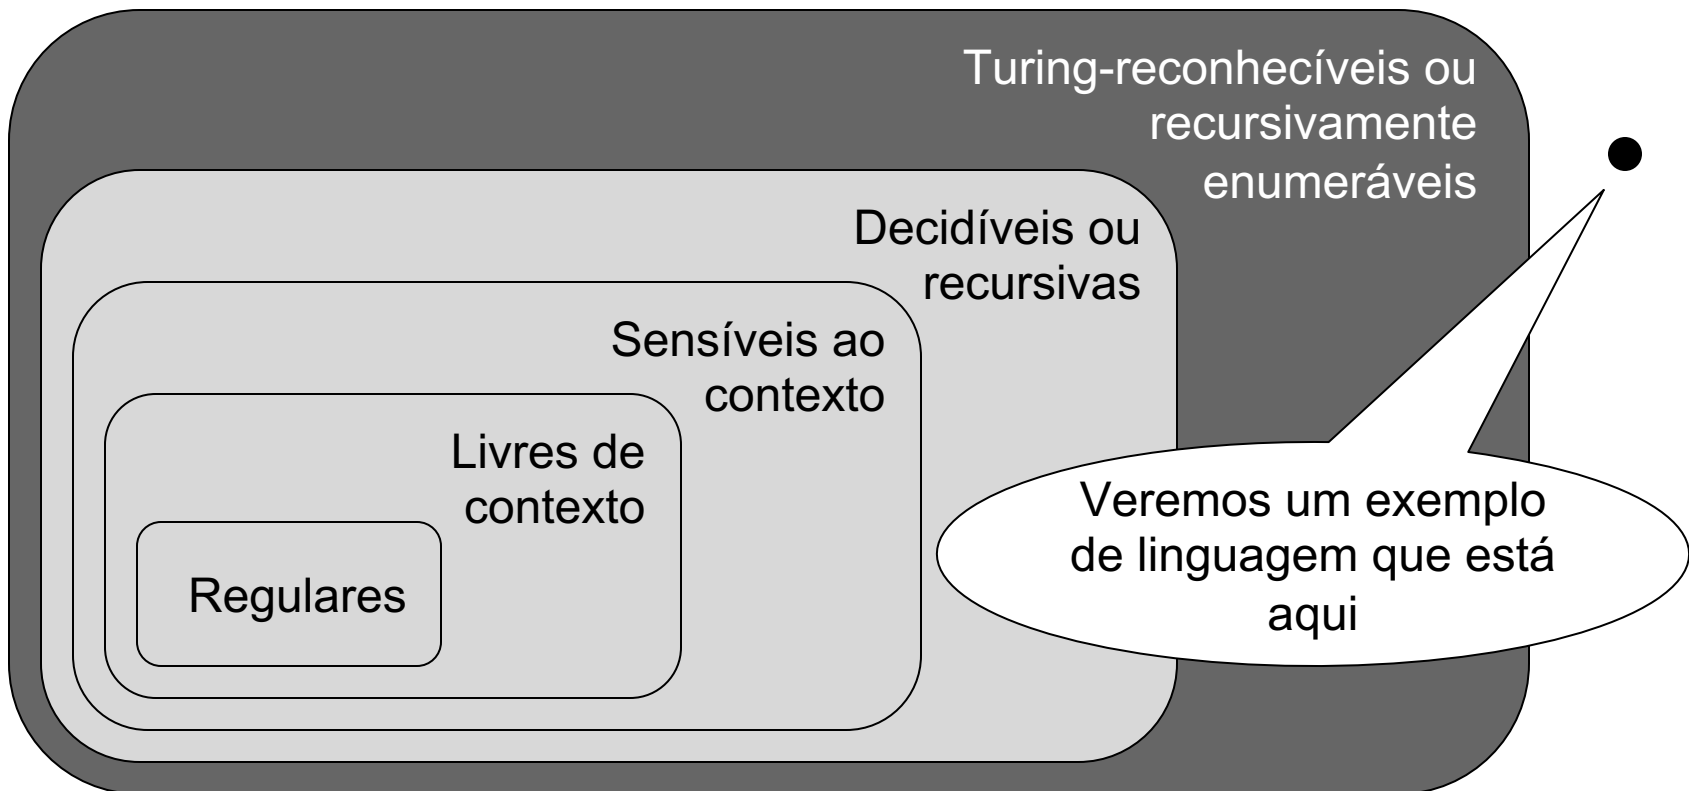 Turing-reconhecíveis ou
recursivamente
enumeráveis
Decidíveis ou
recursivas
Sensíveis ao
contexto
Livres de
contexto
Regulares
Veremos um exemplo
de linguagem que está
aqui